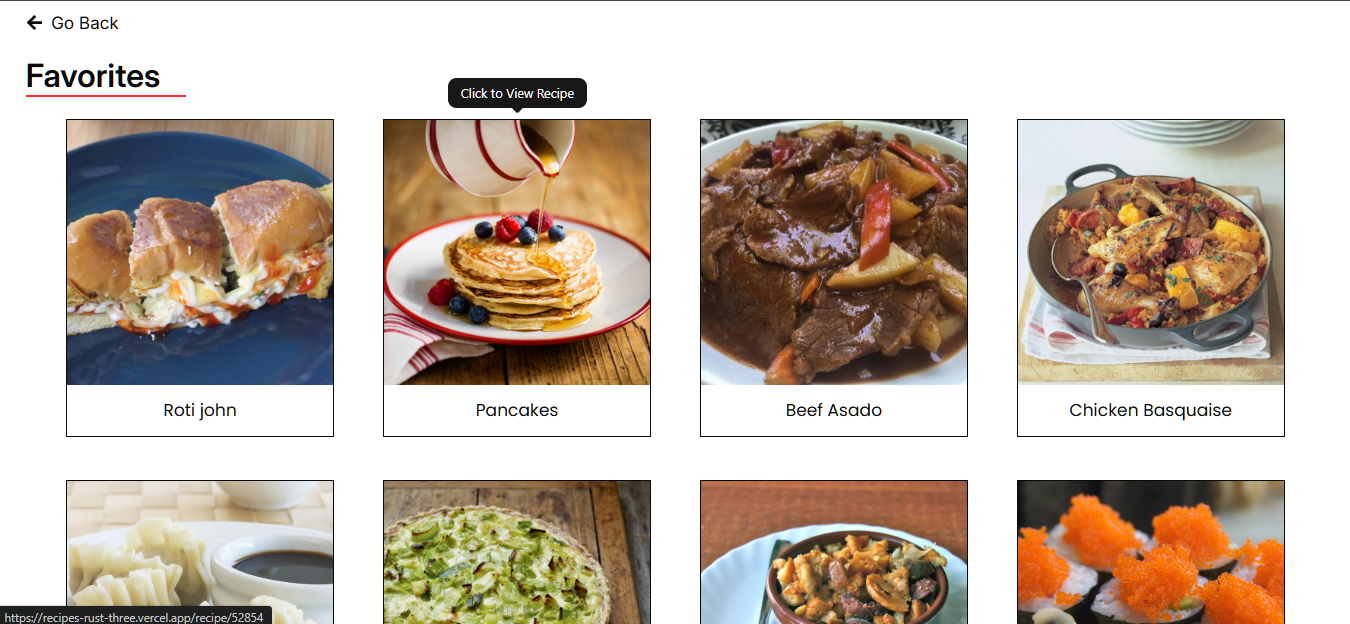 Go Back
Favorites
Click to View Recipe
Roti john
Pancakes
Beef Asado
Chicken Basquaise
https://recipes-rust-three.vercel.app/recipe/52854